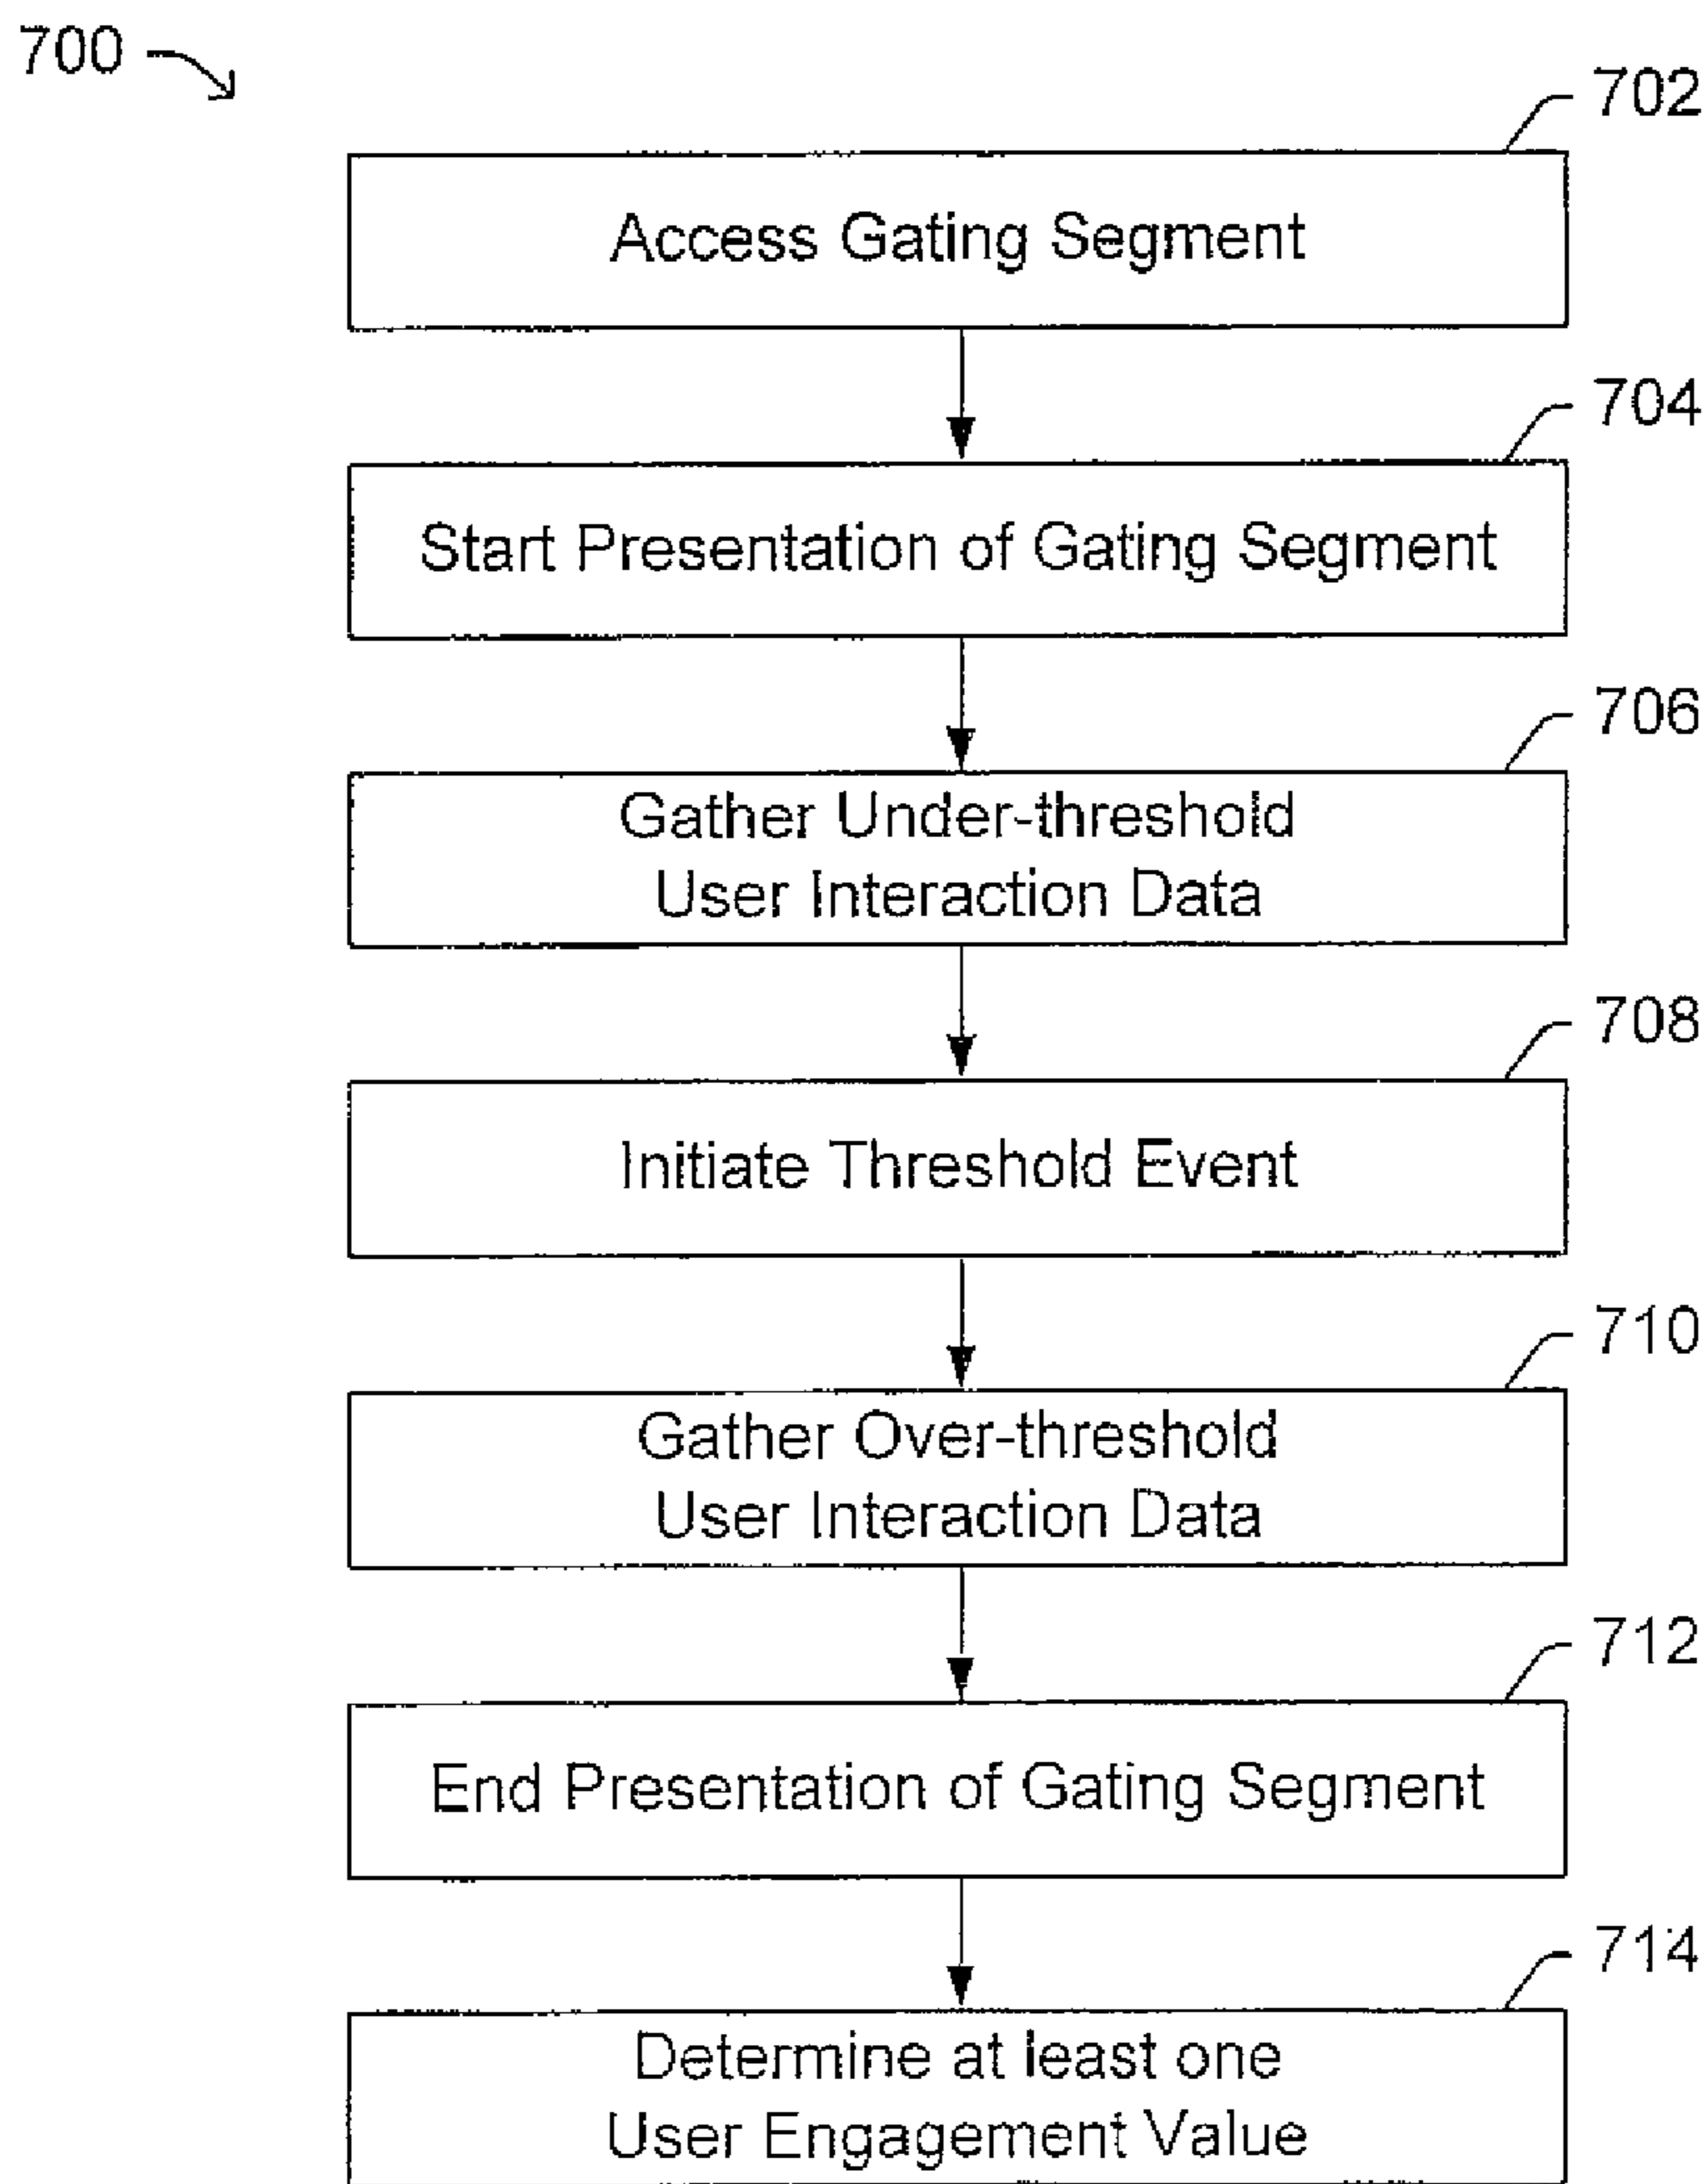 700
702
Access Gating Segment
704
Start Presentation of Gating Segment
706
Gather Under-threshold
User Interaction Data
708
Initiate Threshold Event
710
Gather Over-threshold
User Interaction Data
712
End Presentation of Gating Segment
714
Determine at least one
User Engagement Value